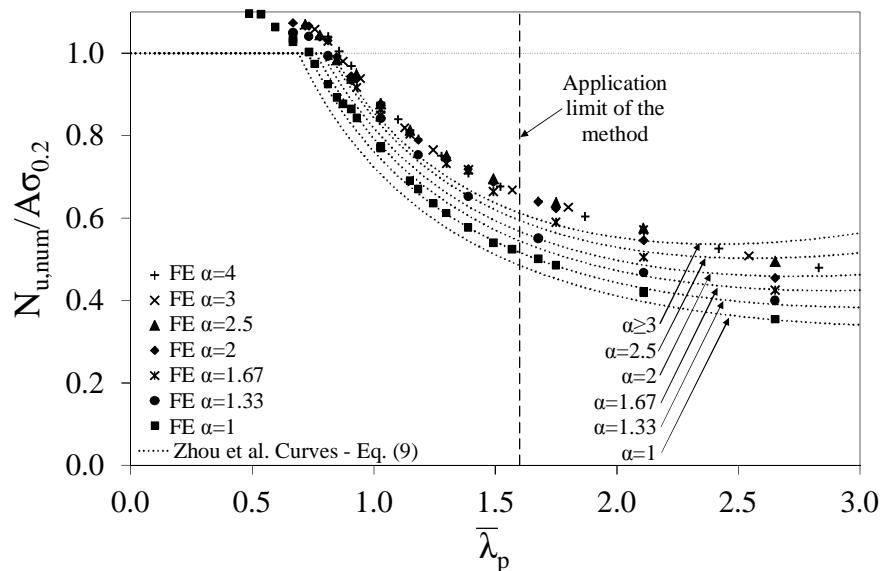 N_{u,num}/Aσ_{0.2}
1.0
0.8
0.6
0.4
0.2
0.0
0.0
0.5
1.0
1.5
2.0
2.5
3.0
λ̅_p
Application
limit of the
method
FE α=4
FE α=3
FE α=2.5
FE α=2
FE α=1.67
FE α=1.33
FE α=1
Zhou et al. Curves - Eq. (9)
α≥3
α=2.5
α=2
α=1.67
α=1.33
α=1